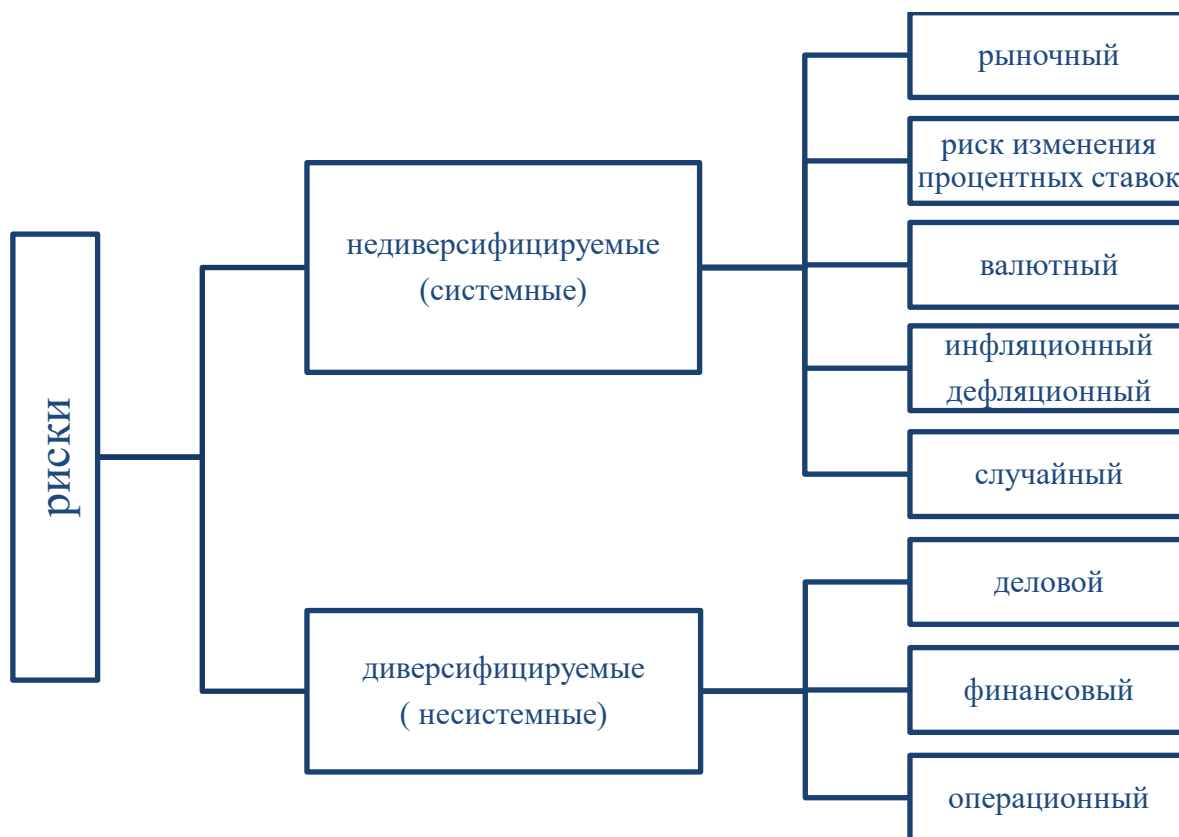 риски
недиверсифицируемые
(системные)
рыночный
риск изменения
процентных ставок
валютный
инфляционный
дефляционный
случайный
диверсифицируемые
( несистемные)
деловой
финансовый
операционный